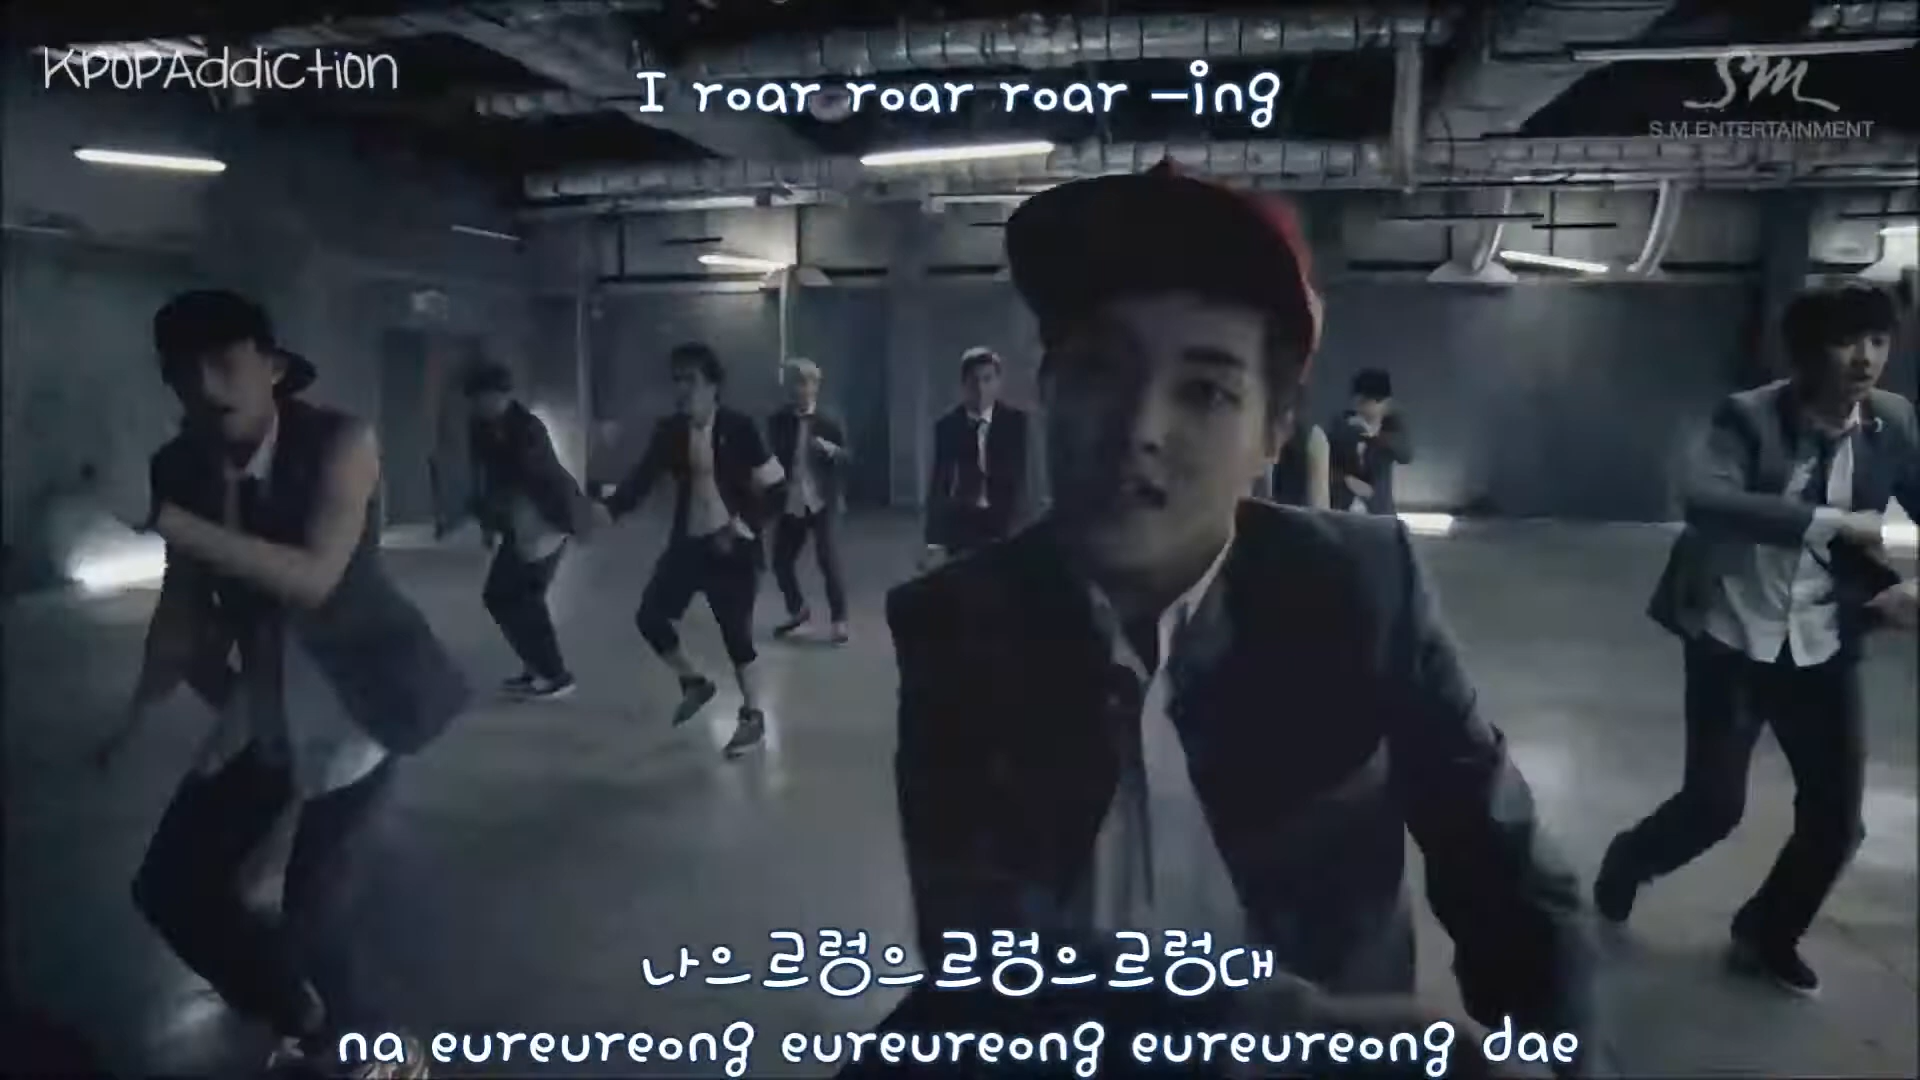 KPOPAddiction
I roar roar roar -ing
SM
S.M.ENTERTAINMENT
나으르렁으르렁으르렁대
na eureureong eureureong eureureong dae